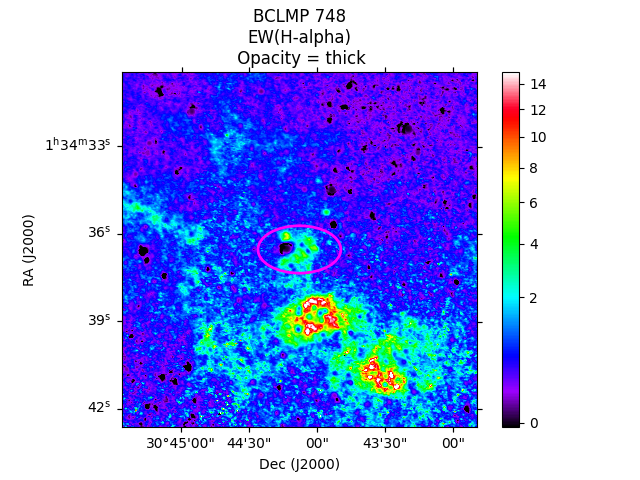 BCLMP 748
EW(H-alpha)
Opacity = thick
1h34m33s
36s
39s
42s
RA (J2000)
30°45'00"
44'30"
00"
43'30"
00"
Dec (J2000)
14
12
10
8
6
4
2
0